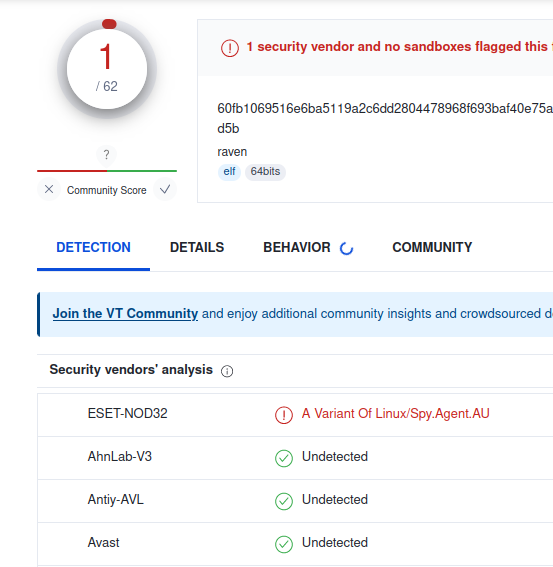 1
/ 62
?
Community Score
1 security vendor and no sandboxes flagged this
60fb1069516e6ba5119a2c6dd2804478968f693baf40e75a
d5b
raven
elf 64bits
DETECTION DETAILS BEHAVIOR COMMUNITY
Join the VT Community and enjoy additional community insights and crowdsourced
Security vendors' analysis
ESET-NOD32 A Variant Of Linux/Spy.Agent.AU
AhnLab-V3 Undetected
Antiy-AVL Undetected
Avast Undetected